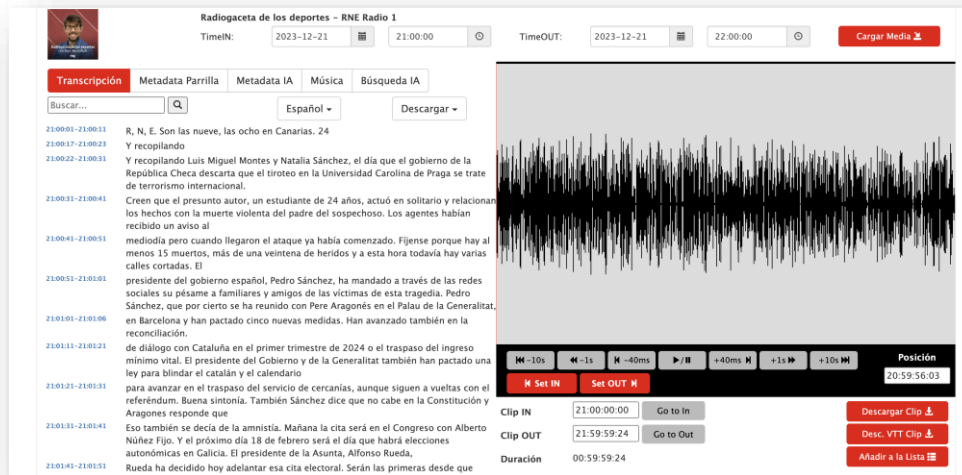 Radiogaceta de los deportes - RNE Radio 1
TimeIN: 2023-12-21 21:00:00 TimeOUT: 2023-12-21 22:00:00 Cargar Media
Transcripción Metadata Parrilla Metadata IA Música Búsqueda IA
Buscar... Español Descargar
21:00:01-21:00:11 R, N, E. Son las nueve, las ocho en Canarias. 24
21:00:17-21:00:23 Y recopilando
21:00:22-21:00:31 Y recopilando Luis Miguel Montes y Natalia Sánchez, el día que el gobierno de la
República Checa descarta que el tiroteo en la Universidad Carolina de Praga se trate
de terrorismo internacional.
21:00:31-21:00:41 Creen que el presunto autor, un estudiante de 24 años, actuó en solitario y relacionan
los hechos con la muerte violenta del padre del sospechoso. Los agentes habían
recibido un aviso al
21:00:41-21:00:51 mediodía pero cuando llegaron el ataque ya había comenzado. Fíjense porque hay al
menos 15 muertos, más de una veintena de heridos y a esta hora todavía hay varias
calles cortadas. El
21:00:51-21:01:01 presidente del gobierno español, Pedro Sánchez, ha mandado a través de las redes
sociales su pésame a familiares y amigos de las víctimas de esta tragedia. Pedro
Sánchez, que por cierto se ha reunido con Pere Aragonés en el Palau de la Generalitat,
21:01:01-21:01:06 en Barcelona y han pactado cinco nuevas medidas. Han avanzado también en la
reconciliación.
21:01:11-21:01:21 de diálogo con Cataluña en el primer trimestre de 2024 o el traspaso del ingreso
mínimo vital. El presidente del Gobierno y de la Generalitat también han pactado una
ley para blindar el catalán y el calendario
21:01:21-21:01:31 para avanzar en el traspaso del servicio de cercanías, aunque siguen a vueltas con el
referéndum. Buena sintonía. También Sánchez dice que no cabe en la Constitución y
Aragones responde que
21:01:31-21:01:41 Eso también se decía de la amnistía. Mañana la cita será en el Congreso con Alberto
Núñez Fijo. Y el próximo día 18 de febrero será el día que habrá elecciones
autonómicas en Galicia. El presidente de la Asunta, Alfonso Rueda,
21:01:41-21:01:51 Rueda ha decidido hoy adelantar esa cita electoral. Serán las primeras desde que
-10s -1s -40ms +40ms +1s +10s Posición
Set IN Set OUT 20:59:56:03
Clip IN 21:00:00:00 Go to In Descargar Clip
Clip OUT 21:59:59:24 Go to Out Desc. VTT Clip
Duración 00:59:59:24 Añadir a la Lista